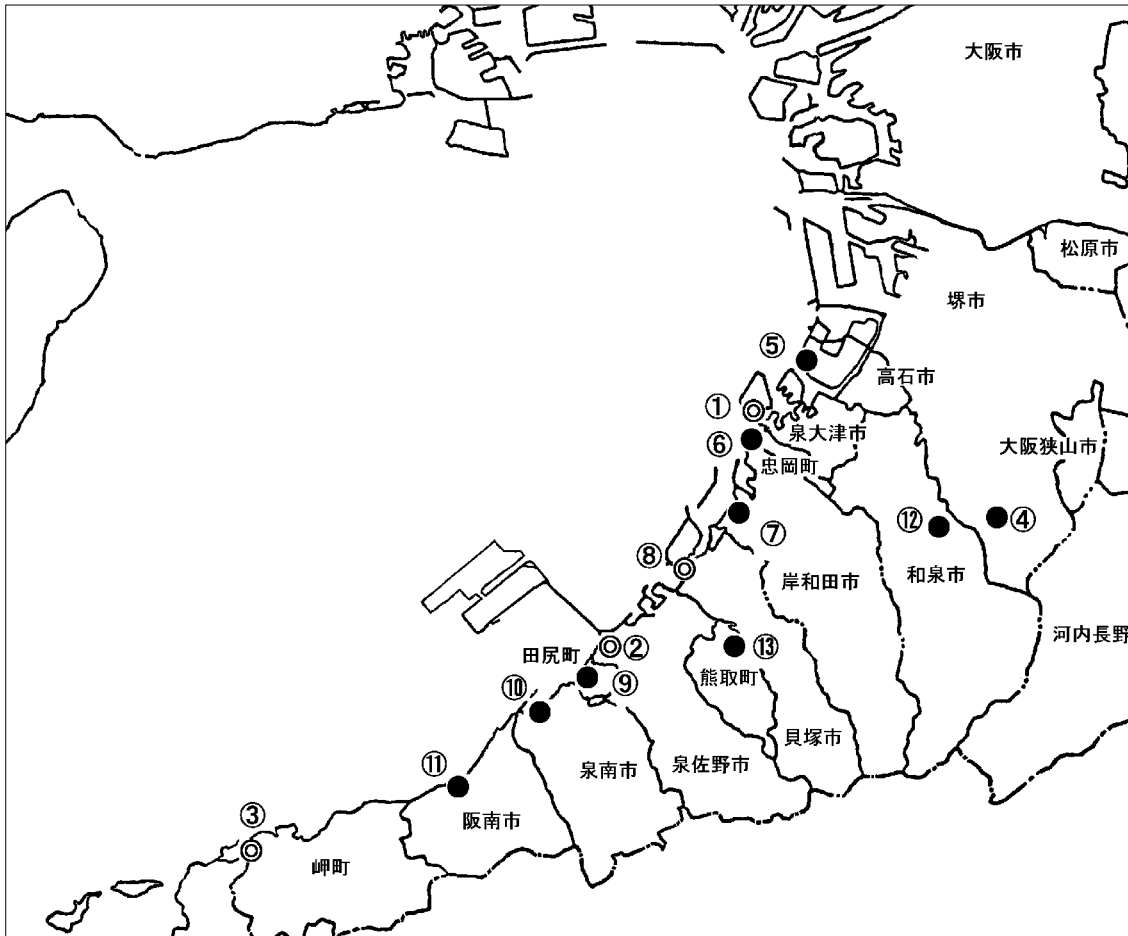 大阪市
松原市
堺市
⑤
高石市
①
泉大津市
⑥
大阪狭山市
忠岡町
⑫
④
⑦
⑧
岸和田市
和泉市
河内長野
②
⑬
田尻町
熊取町
⑨
⑩
貝塚市
泉佐野市
泉南市
⑪
③
阪南市
岬町